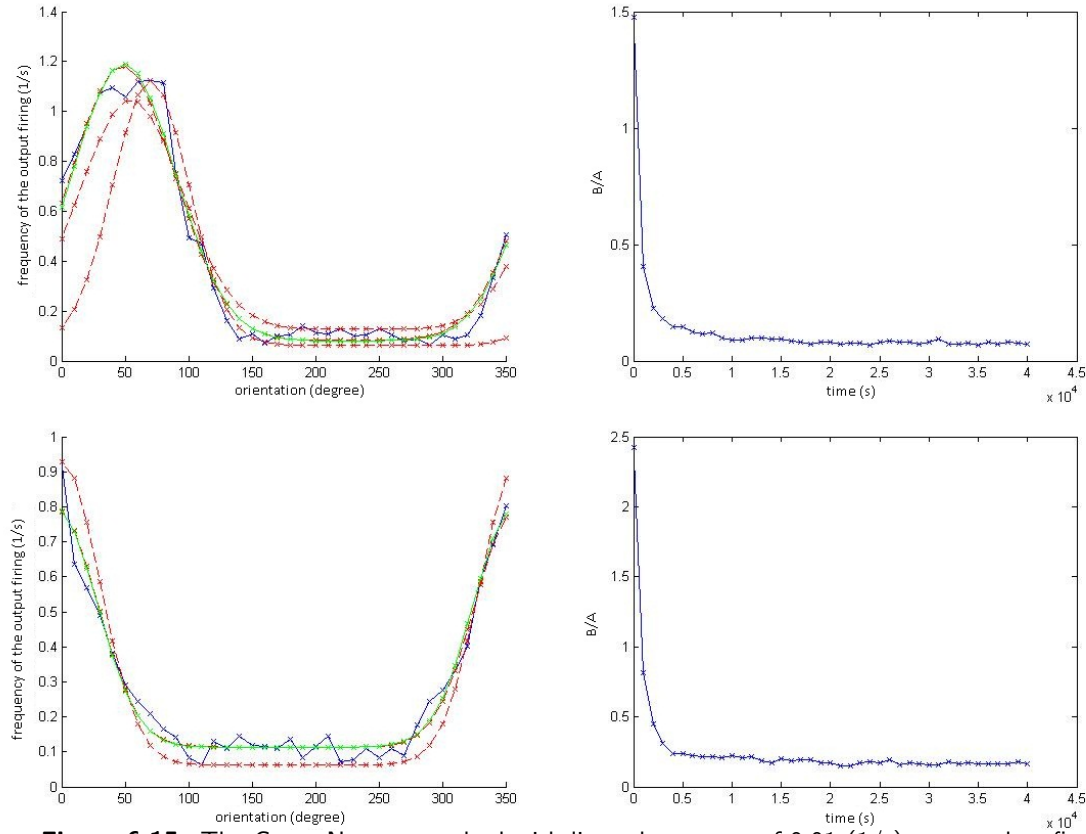 1.4
1.2
1
0.8
0.6
0.4
0.2
0
frequency of the output firing (1/s)
0 50 100 150 200 250 300 350
orientation (degree)
1.5
1
0.5
0
B/A
0 0.5 1 1.5 2 2.5 3 3.5 4 4.5
time (s)
x 10^4
1
0.9
0.8
0.7
0.6
0.5
0.4
0.3
0.2
0.1
0
frequency of the output firing (1/s)
0 50 100 150 200 250 300 350
orientation (degree)
2.5
2
1.5
1
0.5
0
B/A
0 0.5 1 1.5 2 2.5 3 3.5 4 4.5
time (s)
x 10^4